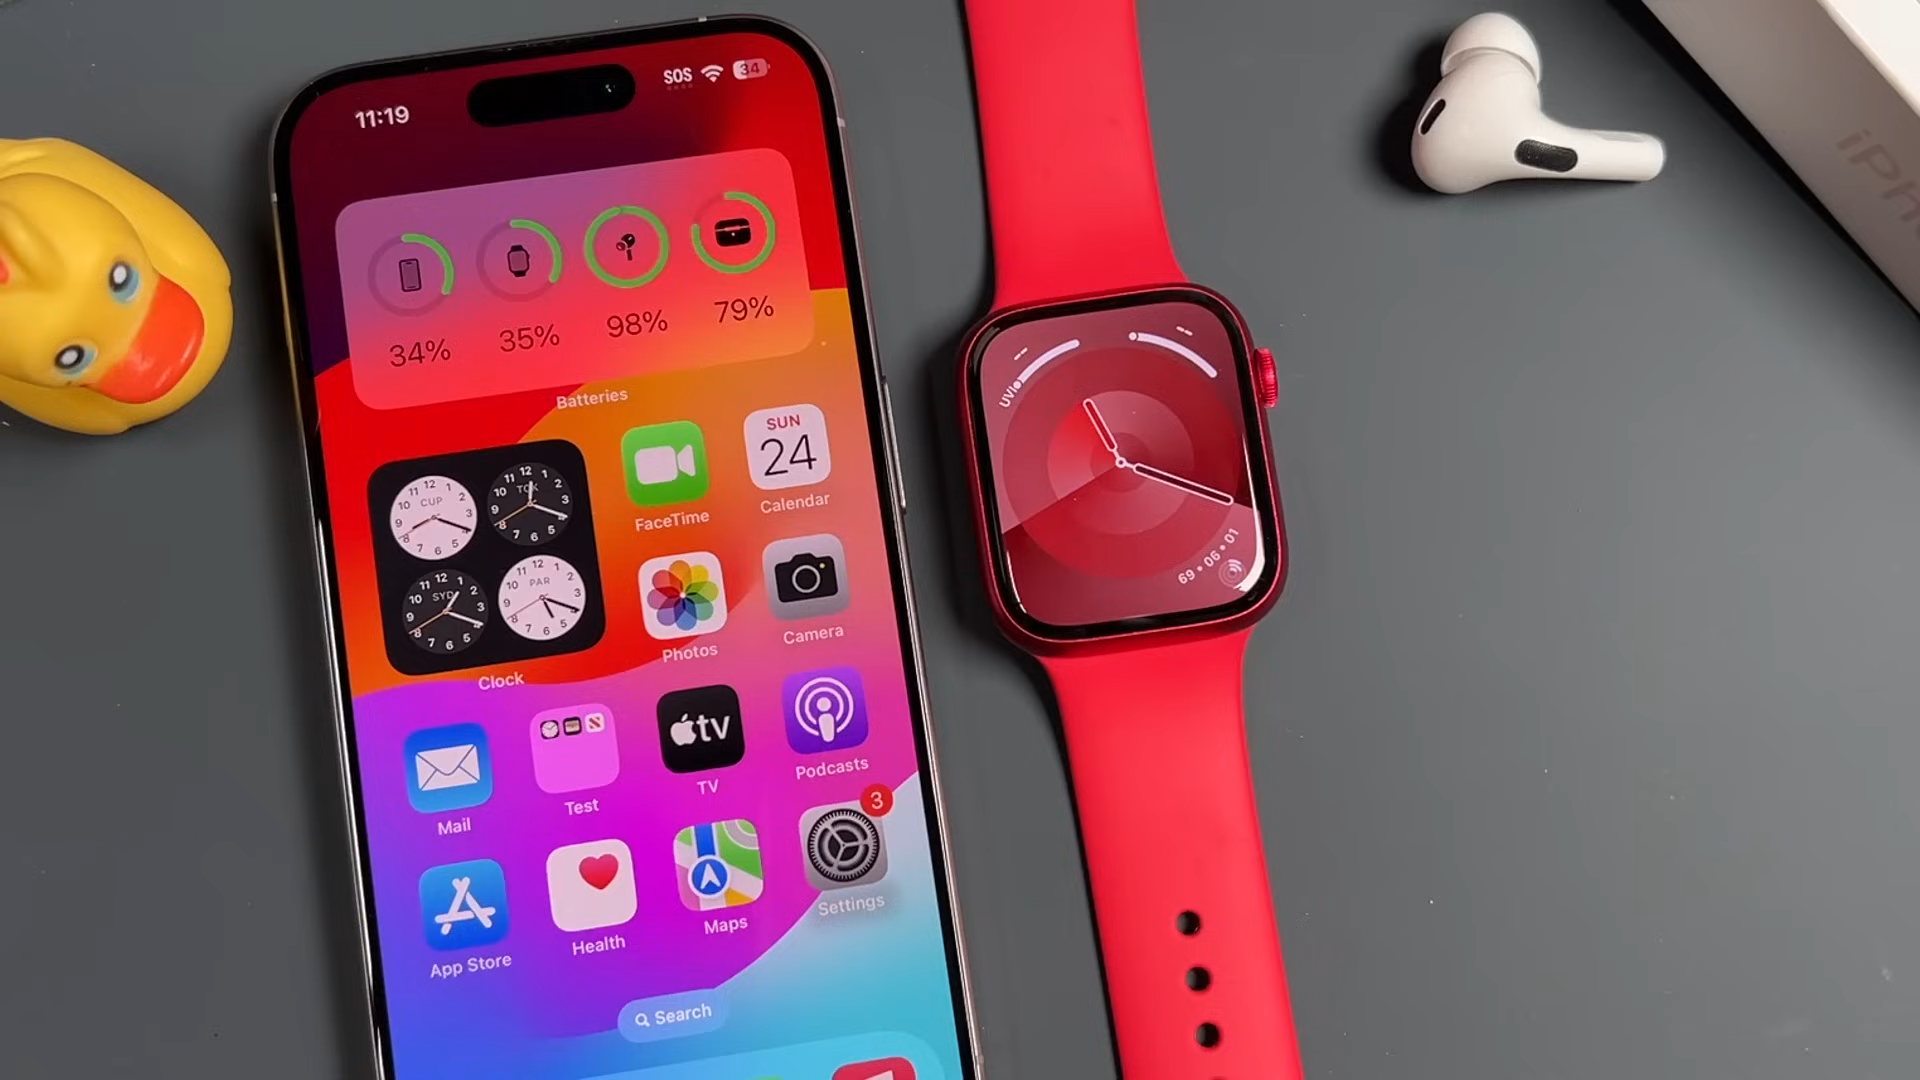 11:19
SOS
34
34%
35%
98%
79%
Batteries
CUP
TOK
SYD
PAR
Clock
FaceTime
SUN
24
Calendar
Photos
Camera
Mail
Test
tv
TV
Podcasts
3
App Store
Health
Maps
Settings
Search
UVI
--
--
01•06•69